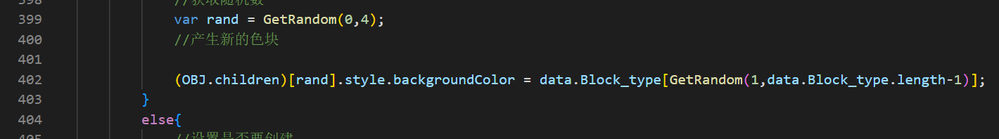 398 //获取随机数
399 var rand = GetRandom(0,4);
400 //产生新的色块
401
402 (OBJ.children)[rand].style.backgroundColor = data.Block_type[GetRandom(1,data.Block_type.length-1)];
403 }
404 else{
405 //设置是否要创建